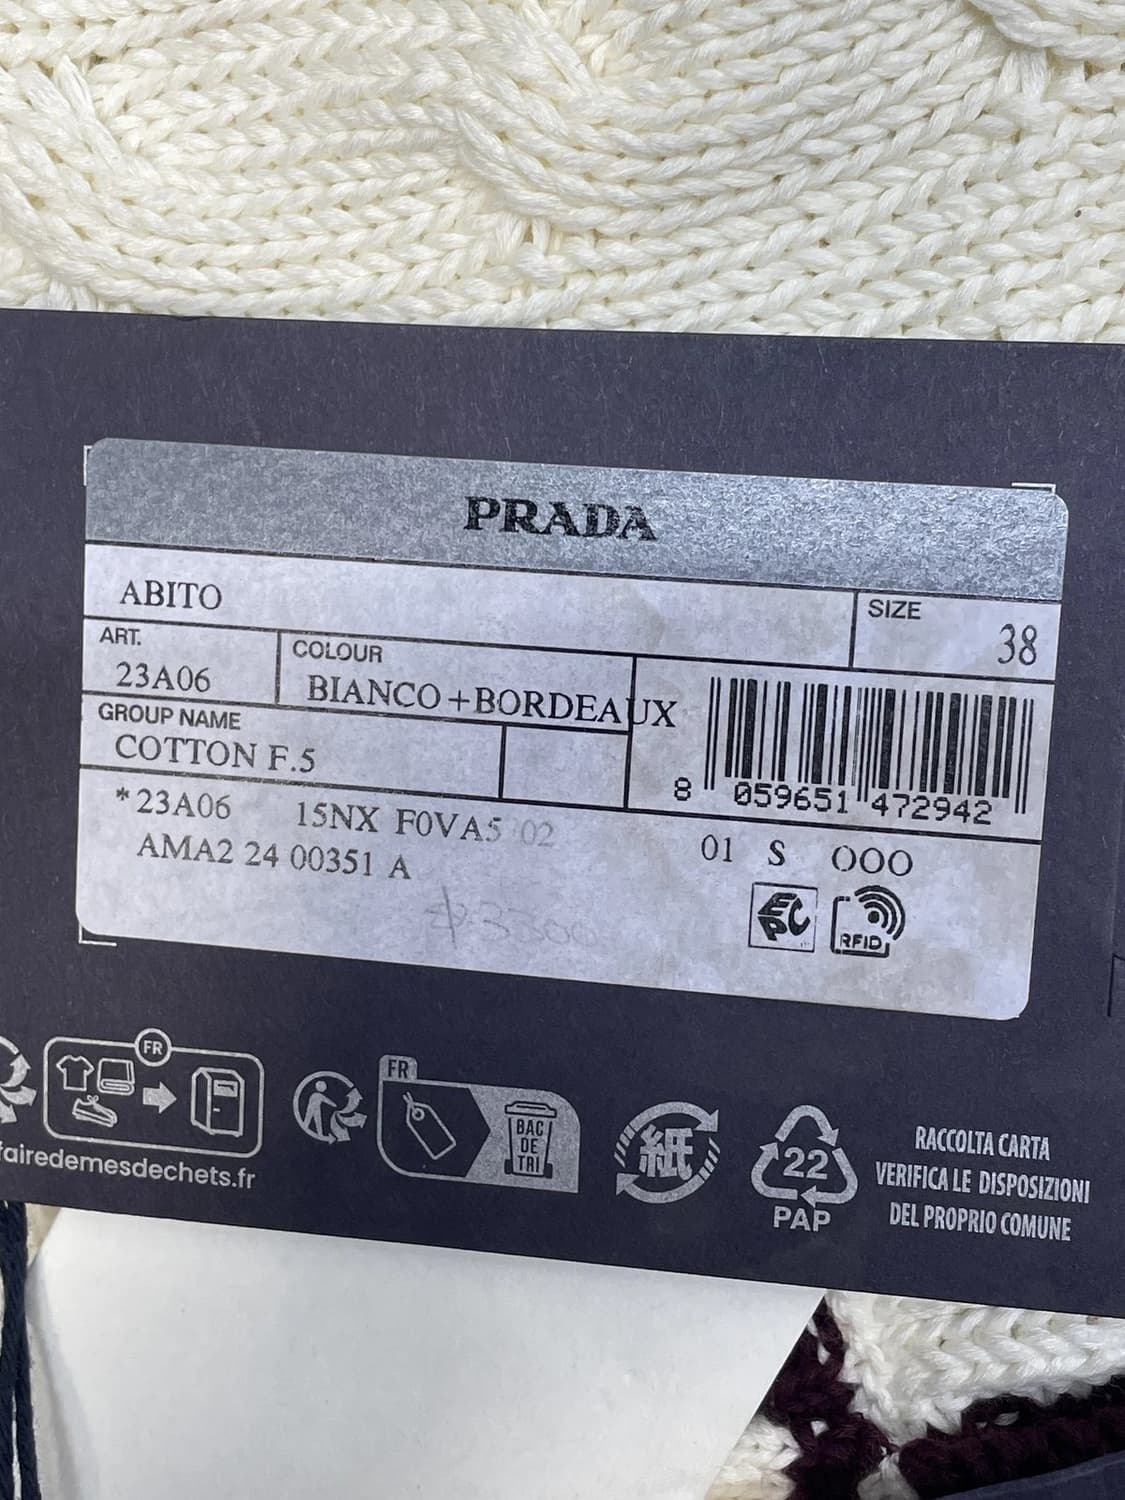 PRADA
ABITO
SIZE
38
ART.
23A06
COLOUR
BIANCO+BORDEAUX
GROUP NAME
COTTON F.5
8 059651 472942
*23A06 15NX F0VA5 02
01 S OOO
AMA2 24 00351 A
EPC
RFID
FR
fairedemesdechets.fr
FR
BAC
DE
TRI
紙
22
PAP
RACCOLTA CARTA
VERIFICA LE DISPOSIZIONI
DEL PROPRIO COMUNE